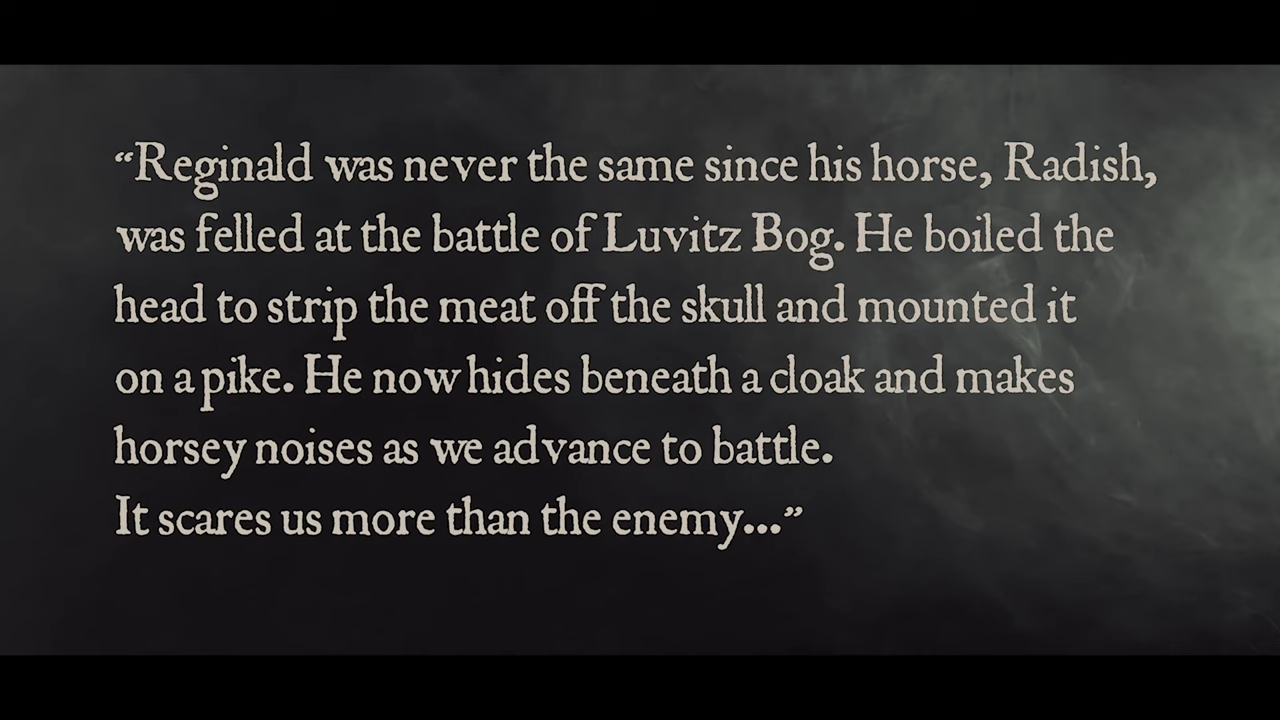 “Reginald was never the same since his horse, Radish,
was felled at the battle of Luvitz Bog. He boiled the
head to strip the meat off the skull and mounted it
on a pike. He now hides beneath a cloak and makes
horsey noises as we advance to battle.
It scares us more than the enemy...”